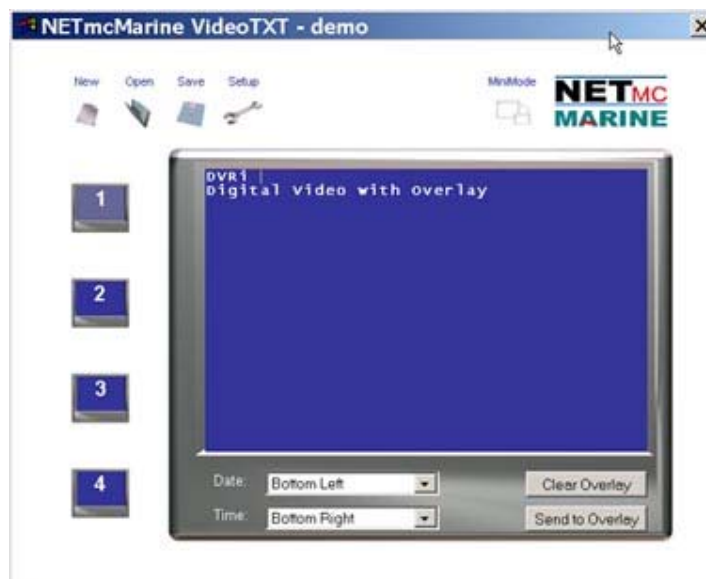 NETmcMarine VideoTXT - demo
New Open Save Setup MiniMode
NETMC
MARINE
DVRi
Digital Video with Overlay
1
2
3
4
Date: Bottom Left Clear Overlay
Time: Bottom Right Send to Overlay